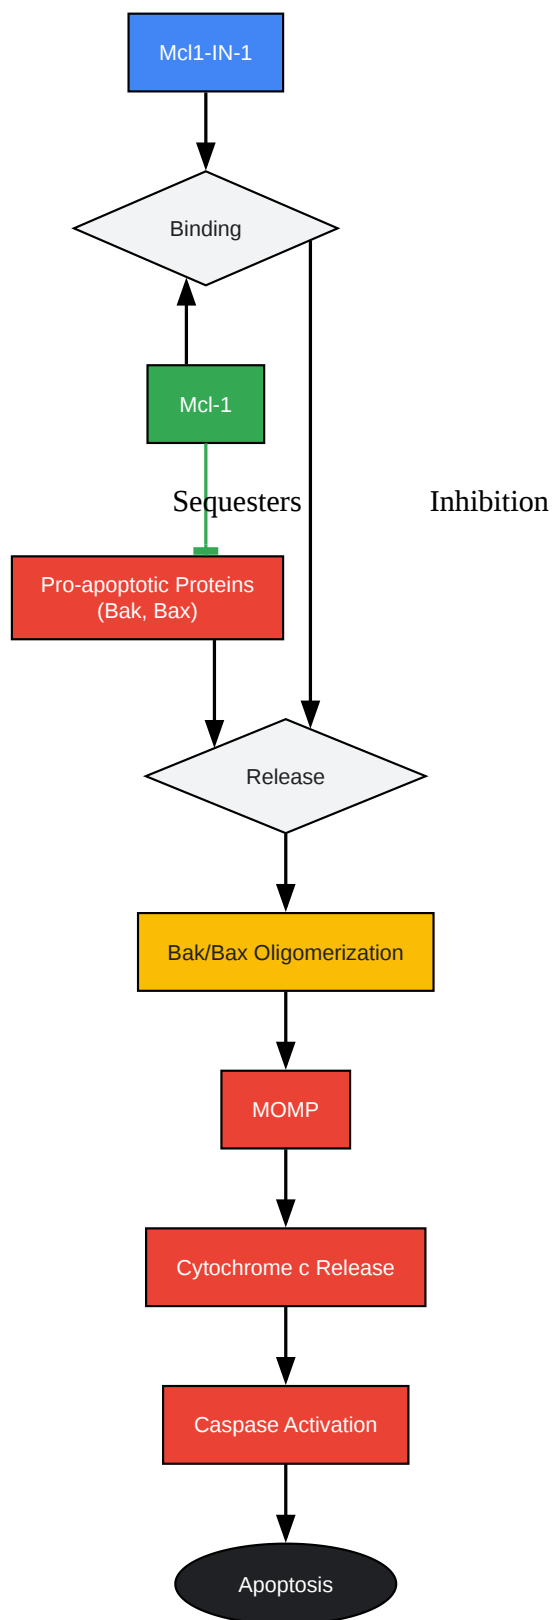 Mcl1-IN-1
Binding
Mcl-1
Sequesters
Inhibition
Pro-apoptotic Proteins
(Bak, Bax)
Release
Bak/Bax Oligomerization
MOMP
Cytochrome c Release
Caspase Activation
Apoptosis